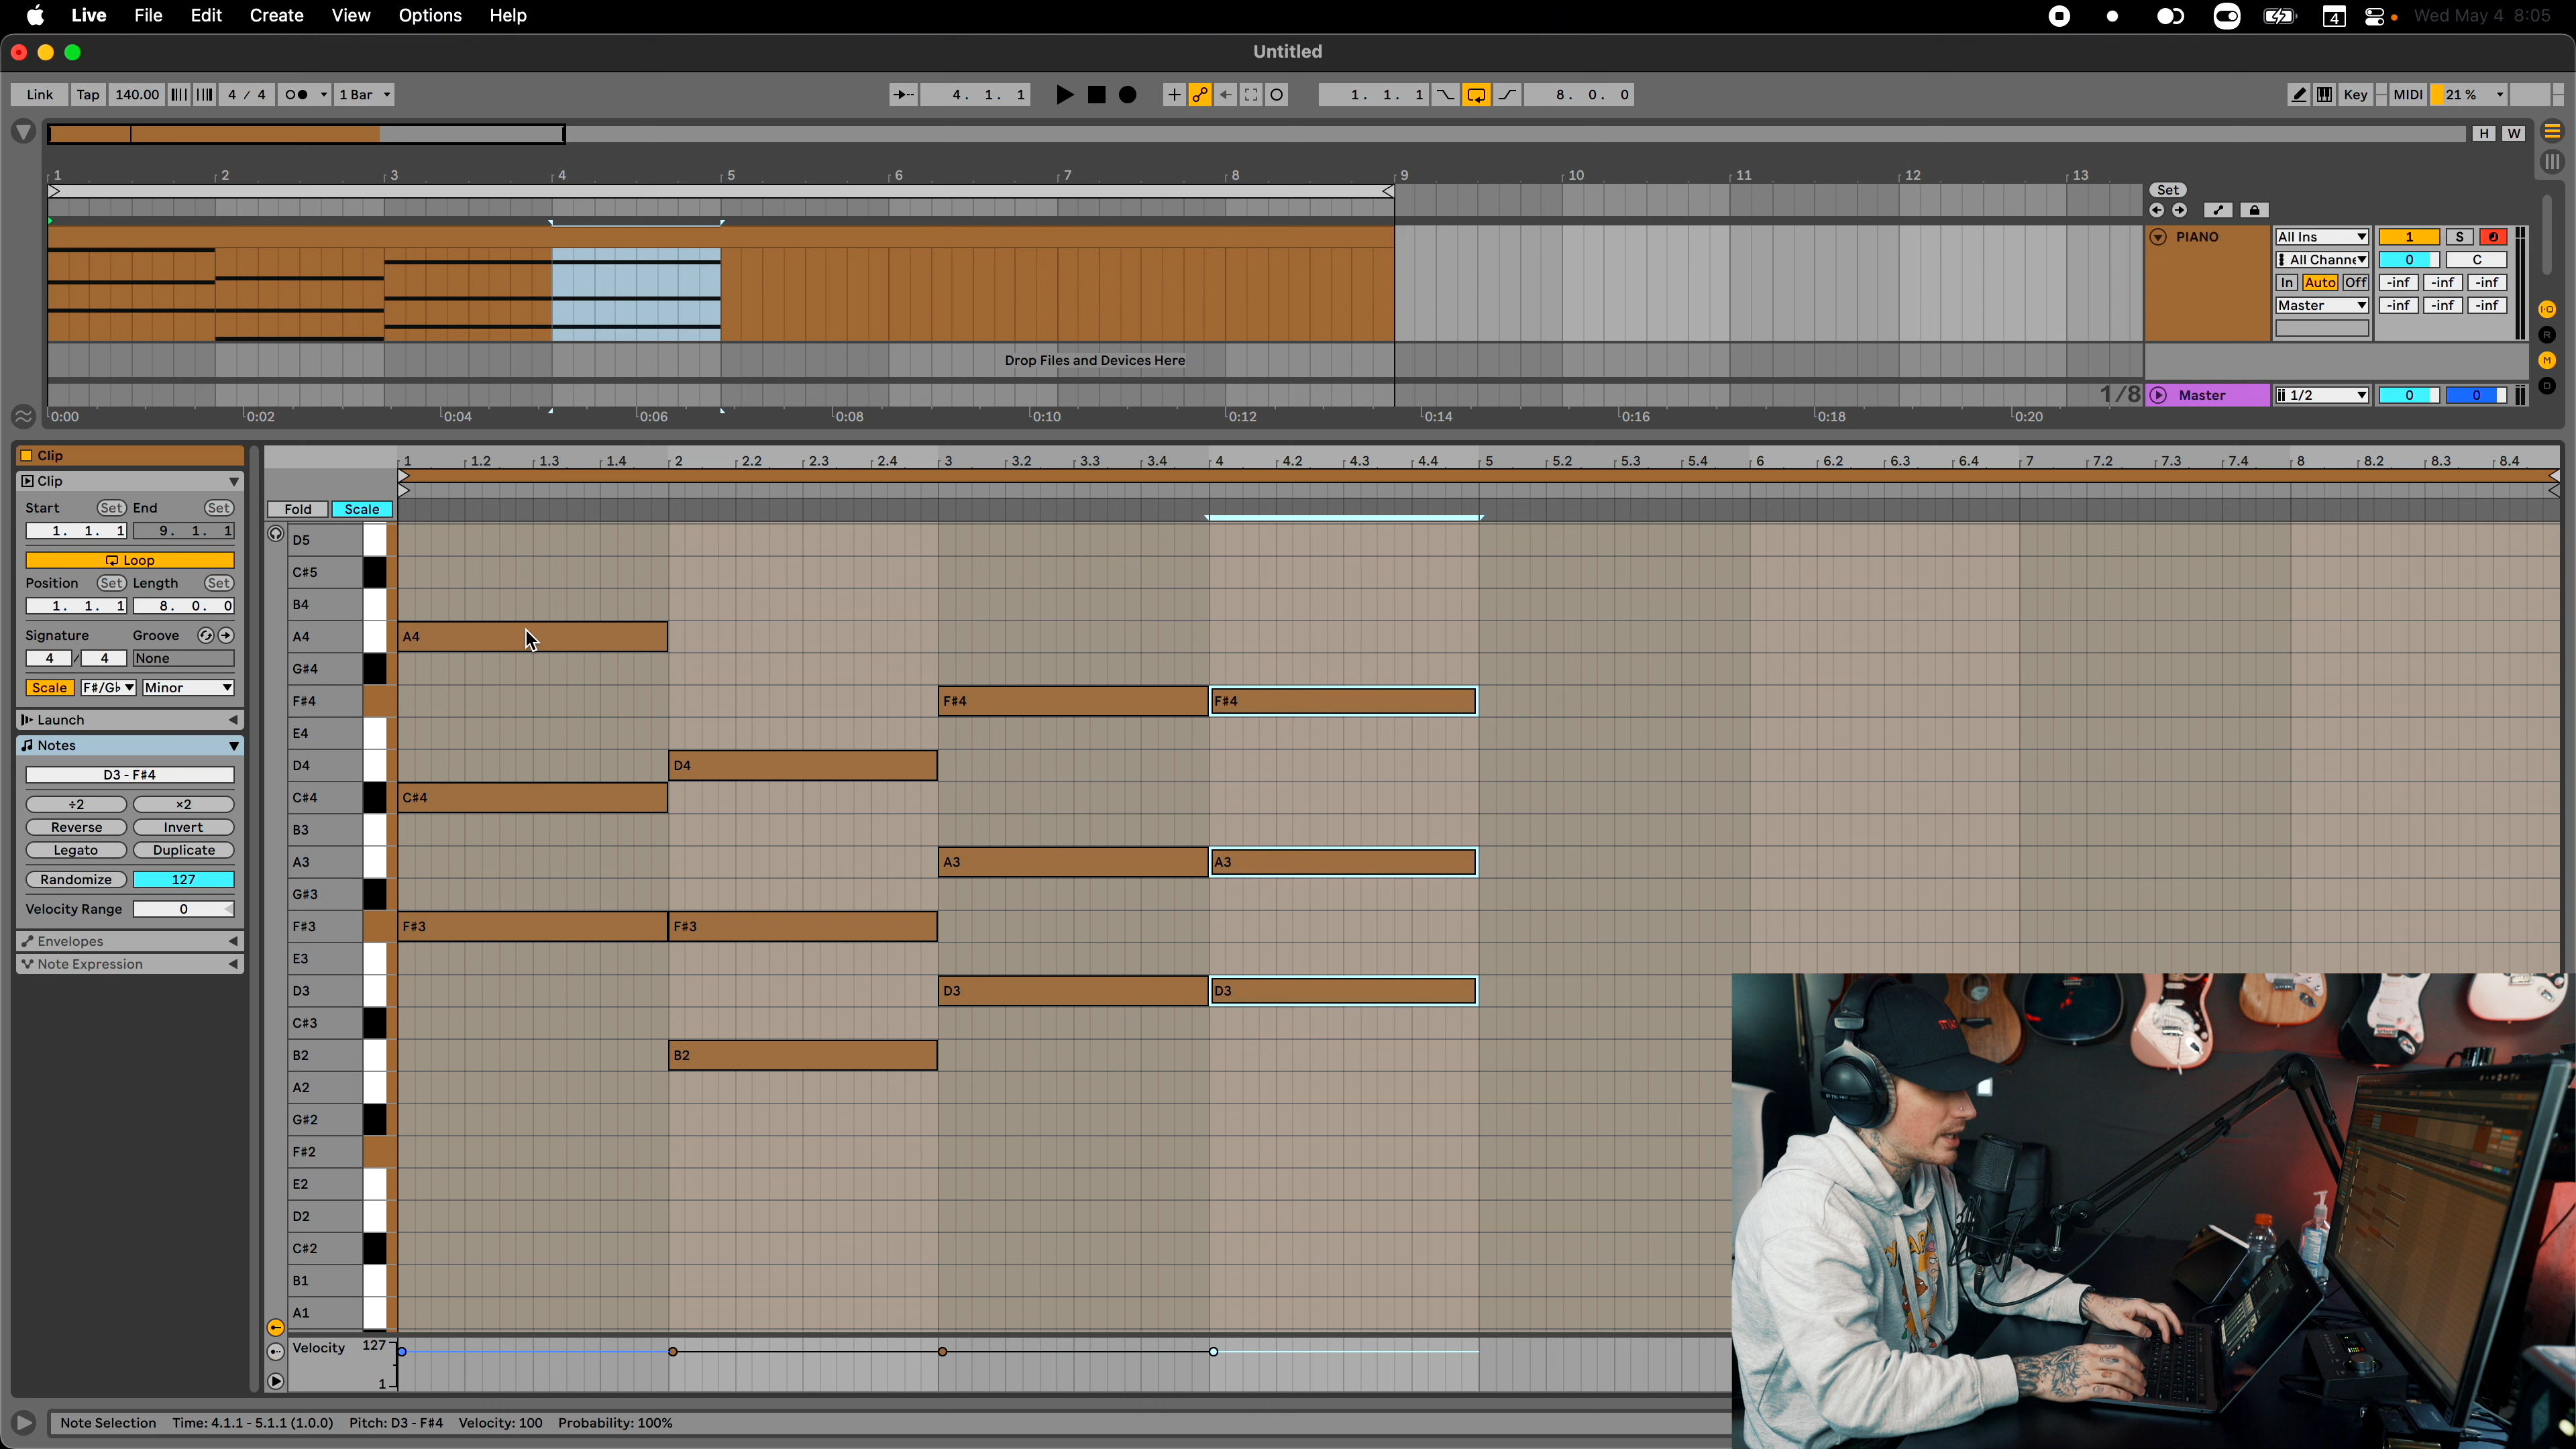 Live File Edit Create View Options Help
4 Wed May 4 8:05
Untitled
Link Tap 140.00 4 / 4 1 Bar 4. 1. 1 1. 1. 1 8. 0. 0 Key MIDI 21 %
H W
1 2 3 4 5 6 7 8 9 10 11 12 13
Set
PIANO All Ins 1 S
All Channe 0 C
In Auto Off -inf -inf -inf
Master -inf -inf -inf
Drop Files and Devices Here
1/8 Master 1/2 0 0
0:00 0:02 0:04 0:06 0:08 0:10 0:12 0:14 0:16 0:18 0:20
I·O
R
M
D
Clip
Clip
Start Set End Set
1. 1. 1 9. 1. 1
Loop
Position Set Length Set
1. 1. 1 8. 0. 0
Signature Groove
4 / 4 None
Scale F#/G♭ Minor
Launch
Notes
D3 - F#4
÷2 ×2
Reverse Invert
Legato Duplicate
Randomize 127
Velocity Range 0
Envelopes
Note Expression
1 1.2 1.3 1.4 2 2.2 2.3 2.4 3 3.2 3.3 3.4 4 4.2 4.3 4.4 5 5.2 5.3 5.4 6 6.2 6.3 6.4 7 7.2 7.3 7.4 8 8.2 8.3 8.4
Fold Scale
D5
C#5
B4
A4 A4
G#4
F#4 F#4 F#4
E4
D4 D4
C#4 C#4
B3
A3 A3 A3
G#3
F#3 F#3 F#3
E3
D3 D3 D3
C#3
B2 B2
A2
G#2
F#2
E2
D2
C#2
B1
A1
Velocity 127
1
Note Selection Time: 4.1.1 - 5.1.1 (1.0.0) Pitch: D3 - F#4 Velocity: 100 Probability: 100%